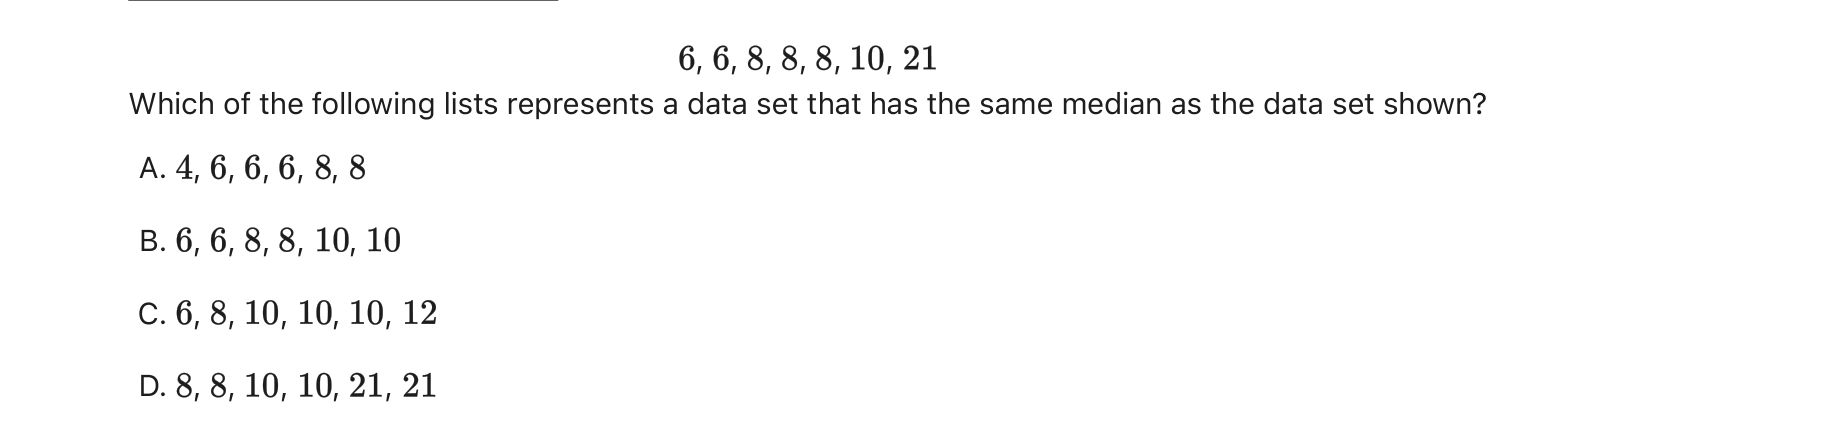 6, 6, 8, 8, 8, 10, 21
Which of the following lists represents a data set that has the same median as the data set shown?
A. 4, 6, 6, 6, 8, 8
B. 6, 6, 8, 8, 10, 10
C. 6, 8, 10, 10, 10, 12
D. 8, 8, 10, 10, 21, 21